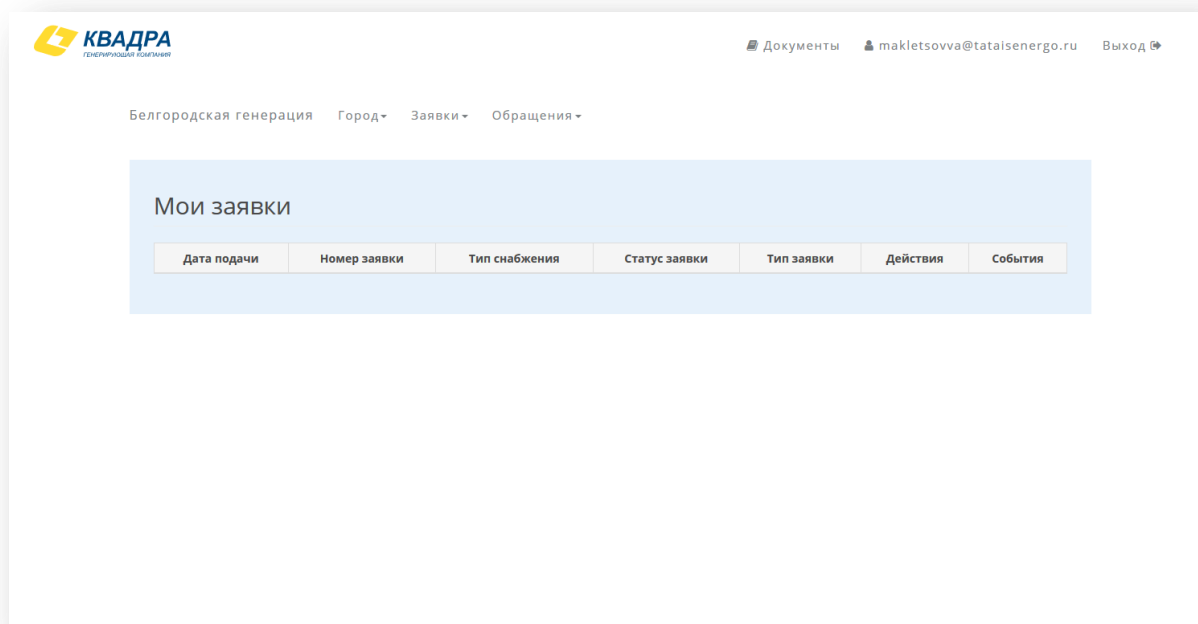 КВАДРА
ГЕНЕРИРУЮЩАЯ КОМПАНИЯ
Документы makletsovva@tataisenergo.ru Выход
Белгородская генерация Город Заявки Обращения
Мои заявки
Дата подачи Номер заявки Тип снабжения Статус заявки Тип заявки Действия События